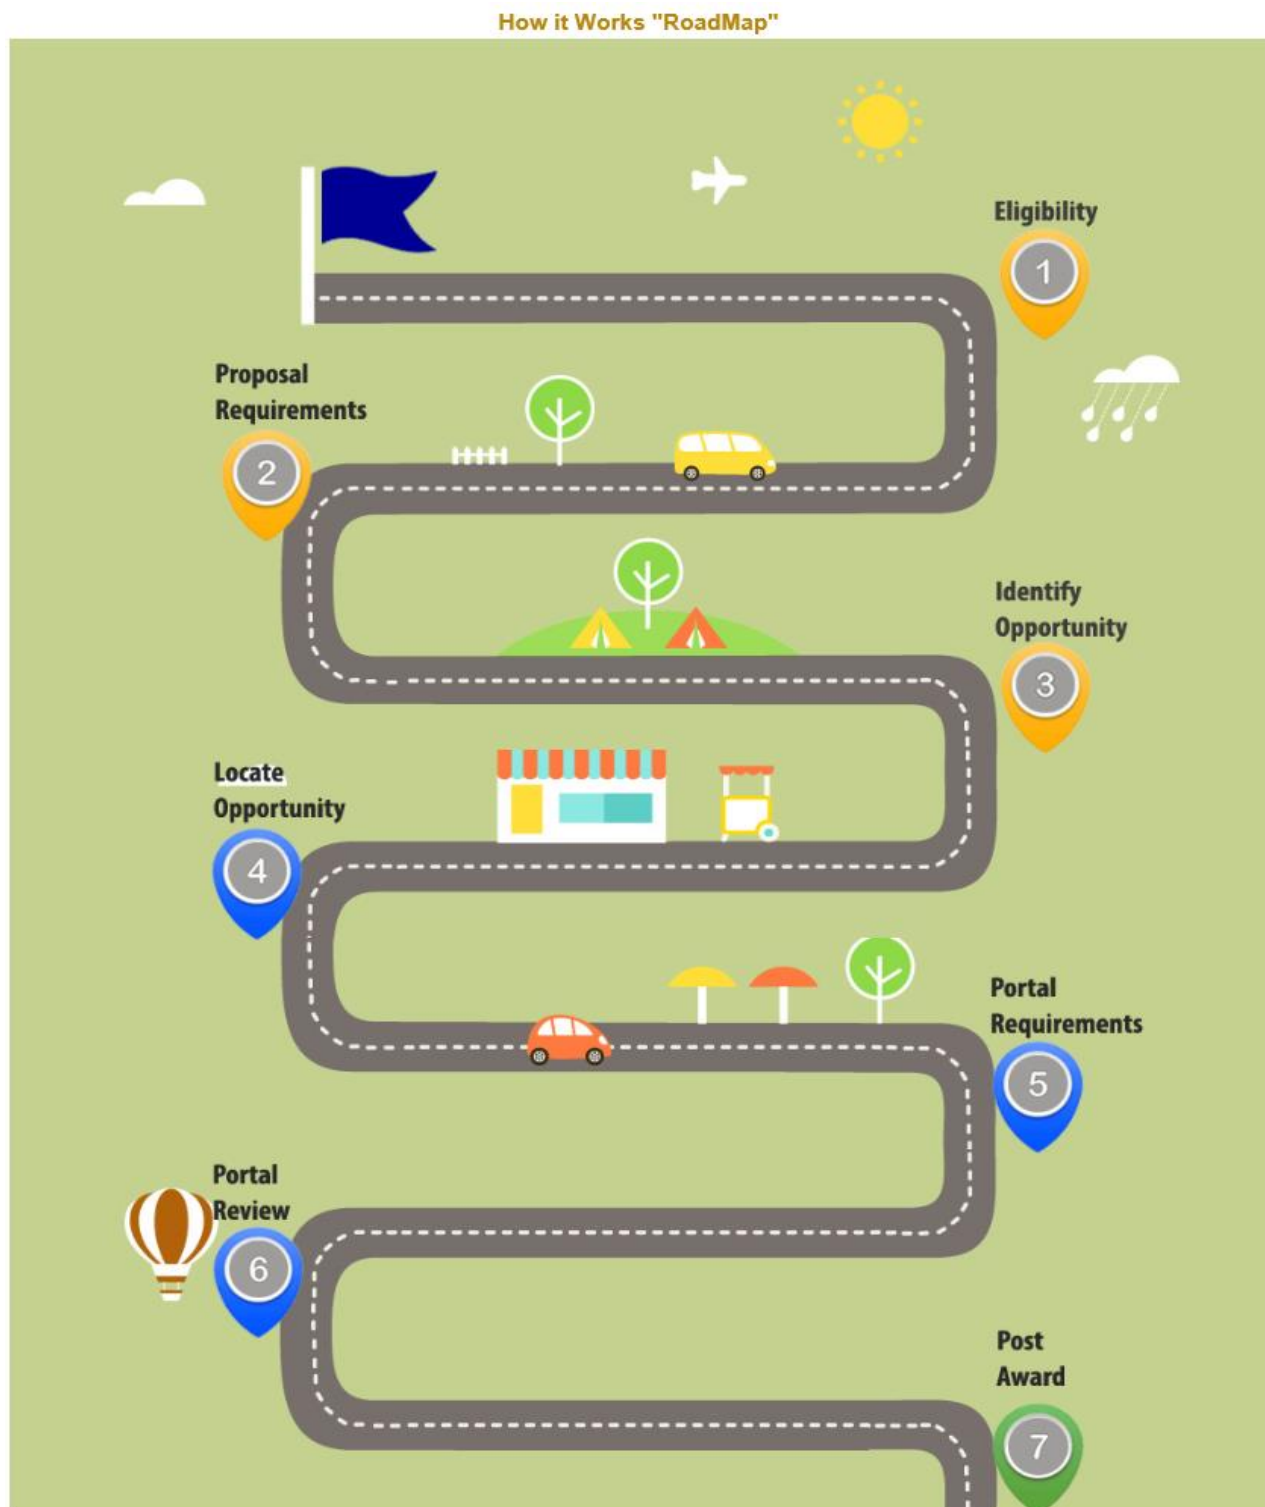 How it Works "RoadMap"
Eligibility
1
Proposal
Requirements
2
Identify
Opportunity
3
Locate
Opportunity
4
Portal
Requirements
5
Portal
Review
6
Post
Award
7